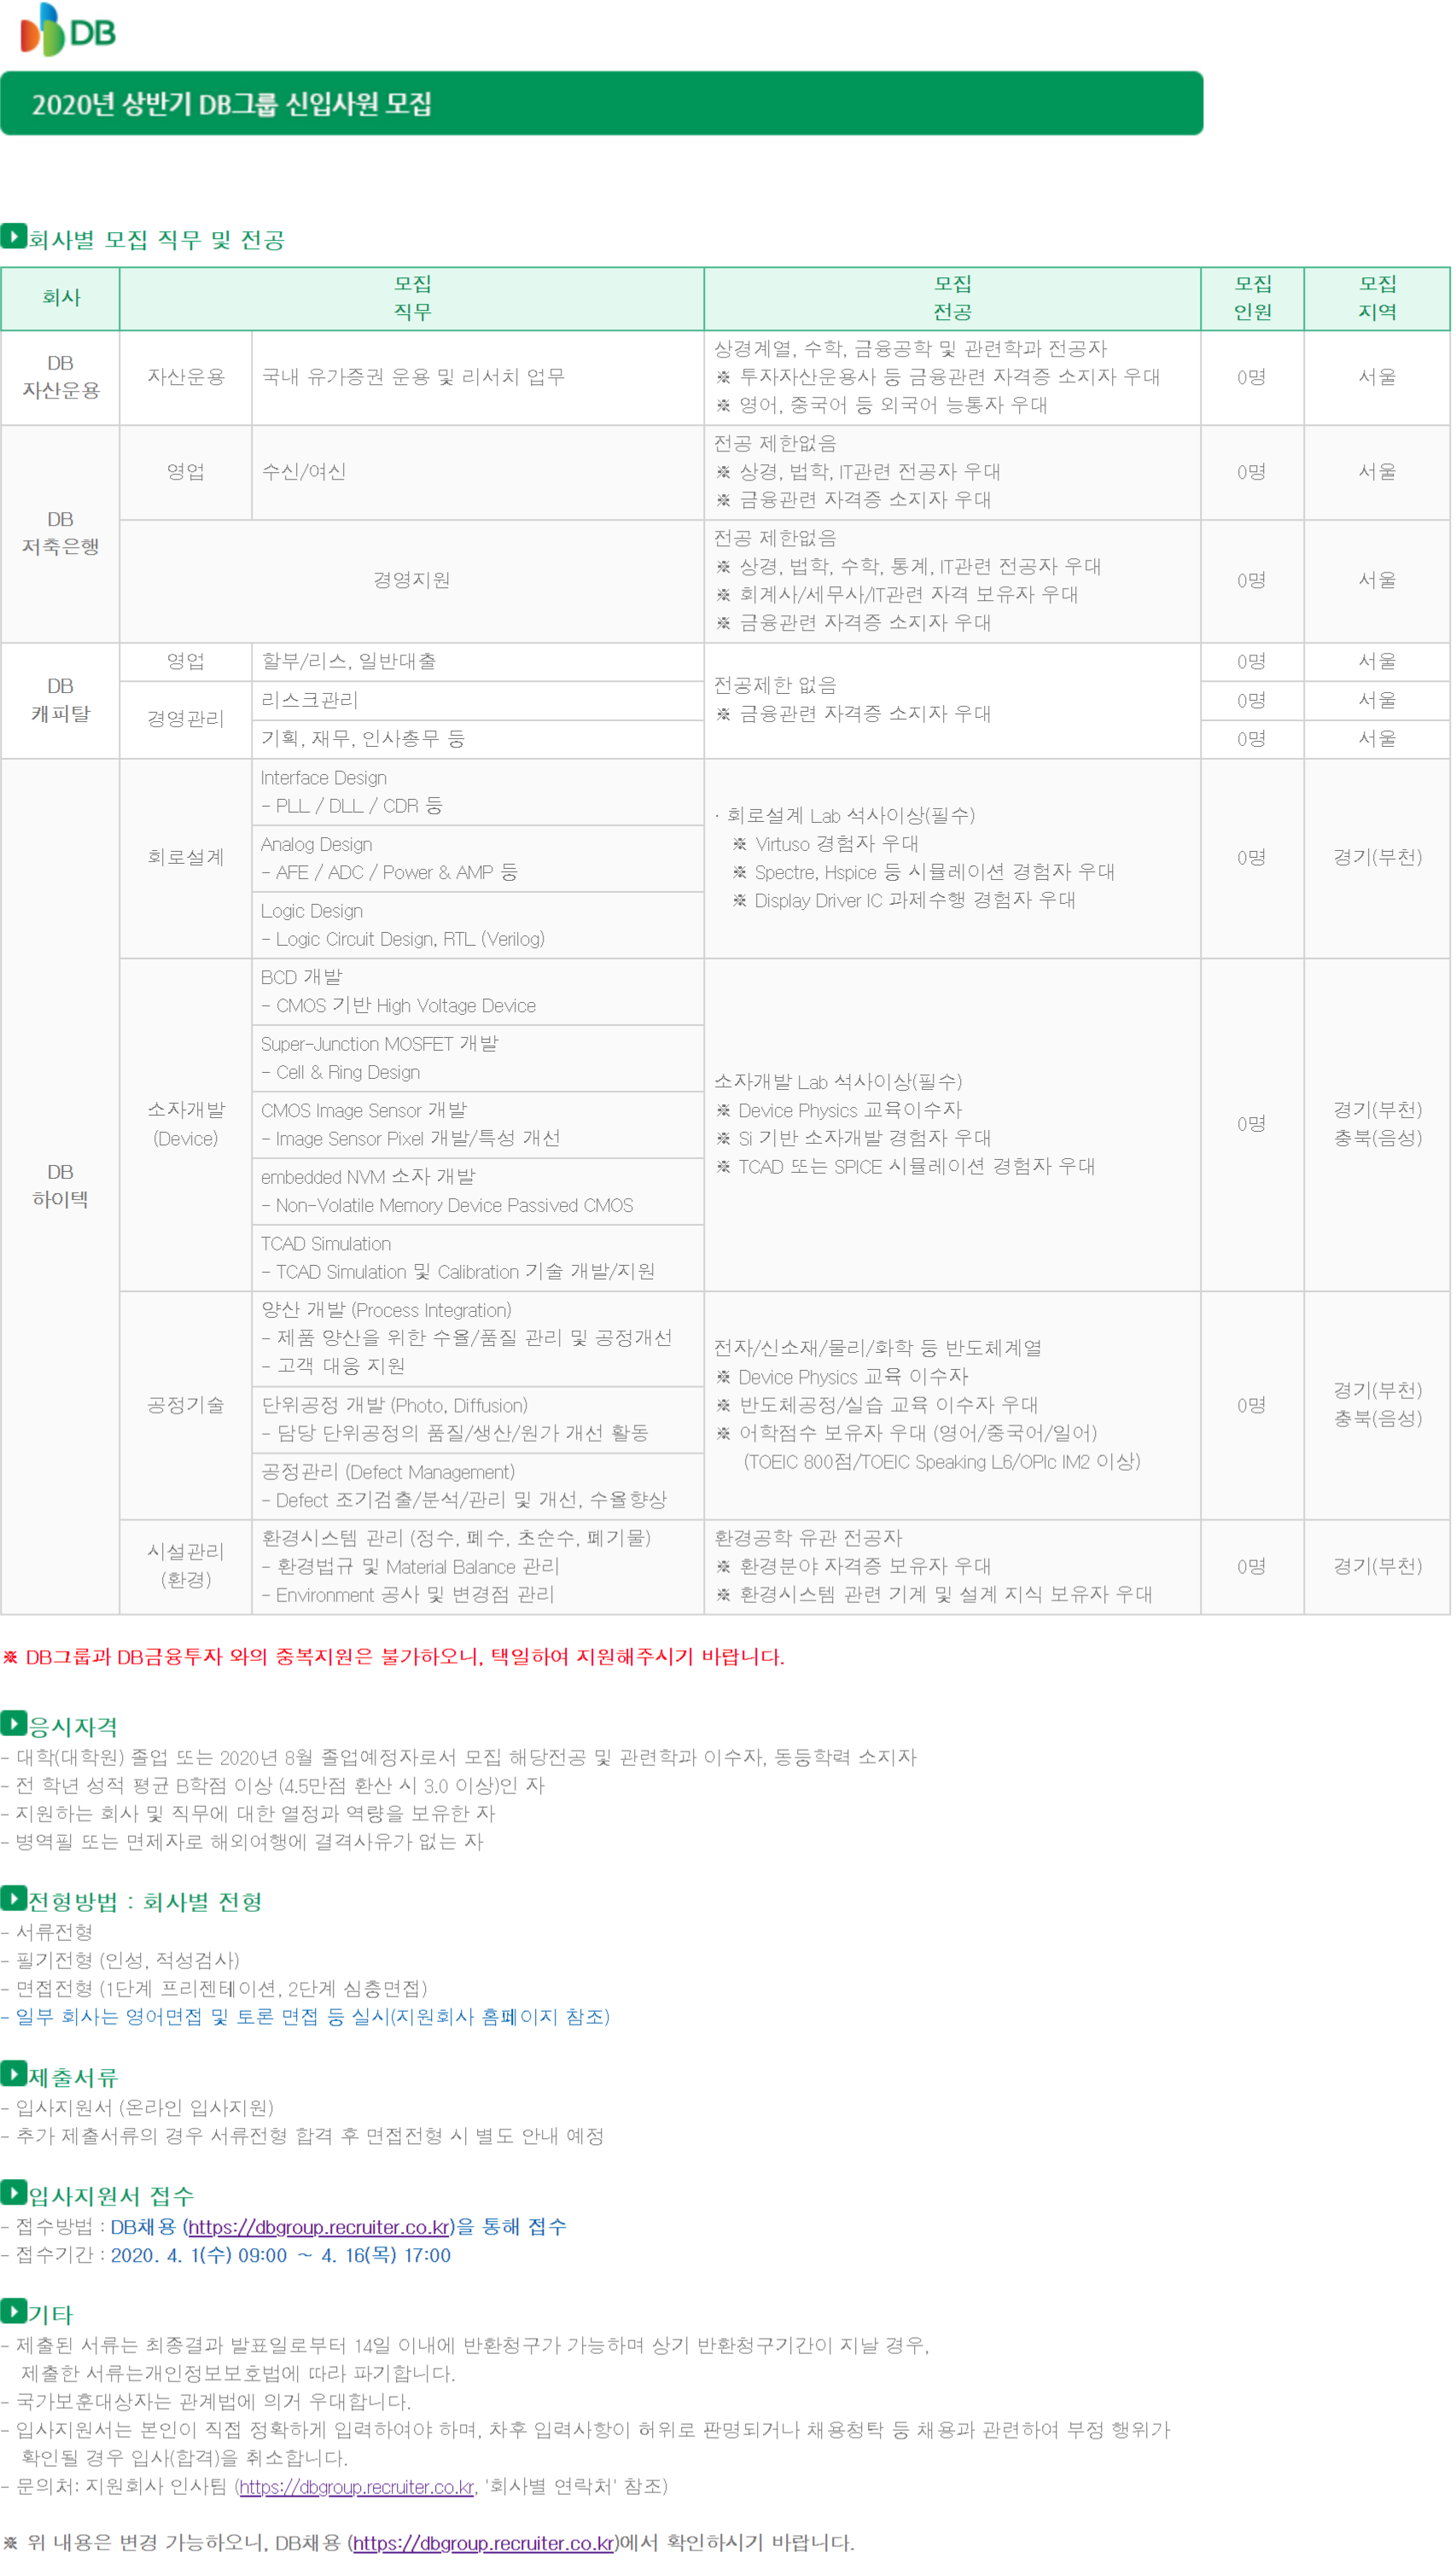 DB
2020년 상반기 DB그룹 신입사원 모집
회사별 모집 직무 및 전공
회사
모집
직무
모집
전공
모집
인원
모집
지역
DB
자산운용
자산운용
국내 유가증권 운용 및 리서치 업무
상경계열, 수학, 금융공학 및 관련학과 전공자
※ 투자자산운용사 등 금융관련 자격증 소지자 우대
※ 영어, 중국어 등 외국어 능통자 우대
0명
서울
DB
저축은행
영업
수신/여신
전공 제한없음
※ 상경, 법학, IT관련 전공자 우대
※ 금융관련 자격증 소지자 우대
0명
서울
경영지원
전공 제한없음
※ 상경, 법학, 수학, 통계, IT관련 전공자 우대
※ 회계사/세무사/IT관련 자격 보유자 우대
※ 금융관련 자격증 소지자 우대
0명
서울
DB
캐피탈
영업
할부/리스, 일반대출
전공제한 없음
※ 금융관련 자격증 소지자 우대
0명
서울
경영관리
리스크관리
0명
서울
기획, 재무, 인사총무 등
0명
서울
DB
하이텍
회로설계
Interface Design
- PLL / DLL / CDR 등
Analog Design
- AFE / ADC / Power & AMP 등
Logic Design
- Logic Circuit Design, RTL (Verilog)
· 회로설계 Lab 석사이상(필수)
※ Virtuso 경험자 우대
※ Spectre, Hspice 등 시뮬레이션 경험자 우대
※ Display Driver IC 과제수행 경험자 우대
0명
경기(부천)
소자개발
(Device)
BCD 개발
- CMOS 기반 High Voltage Device
Super-Junction MOSFET 개발
- Cell & Ring Design
CMOS Image Sensor 개발
- Image Sensor Pixel 개발/특성 개선
embedded NVM 소자 개발
- Non-Volatile Memory Device Passived CMOS
TCAD Simulation
- TCAD Simulation 및 Calibration 기술 개발/지원
소자개발 Lab 석사이상(필수)
※ Device Physics 교육이수자
※ Si 기반 소자개발 경험자 우대
※ TCAD 또는 SPICE 시뮬레이션 경험자 우대
0명
경기(부천)
충북(음성)
공정기술
양산 개발 (Process Integration)
- 제품 양산을 위한 수율/품질 관리 및 공정개선
- 고객 대응 지원
단위공정 개발 (Photo, Diffusion)
- 담당 단위공정의 품질/생산/원가 개선 활동
공정관리 (Defect Management)
- Defect 조기검출/분석/관리 및 개선, 수율향상
전자/신소재/물리/화학 등 반도체계열
※ Device Physics 교육 이수자
※ 반도체공정/실습 교육 이수자 우대
※ 어학점수 보유자 우대 (영어/중국어/일어)
(TOEIC 800점/TOEIC Speaking L6/OPIc IM2 이상)
0명
경기(부천)
충북(음성)
시설관리
(환경)
환경시스템 관리 (정수, 폐수, 초순수, 폐기물)
- 환경법규 및 Material Balance 관리
- Environment 공사 및 변경점 관리
환경공학 유관 전공자
※ 환경분야 자격증 보유자 우대
※ 환경시스템 관련 기계 및 설계 지식 보유자 우대
0명
경기(부천)
※ DB그룹과 DB금융투자 와의 중복지원은 불가하오니, 택일하여 지원해주시기 바랍니다.
응시자격
- 대학(대학원) 졸업 또는 2020년 8월 졸업예정자로서 모집 해당전공 및 관련학과 이수자, 동등학력 소지자
- 전 학년 성적 평균 B학점 이상 (4.5만점 환산 시 3.0 이상)인 자
- 지원하는 회사 및 직무에 대한 열정과 역량을 보유한 자
- 병역필 또는 면제자로 해외여행에 결격사유가 없는 자
전형방법 : 회사별 전형
- 서류전형
- 필기전형 (인성, 적성검사)
- 면접전형 (1단계 프리젠테이션, 2단계 심층면접)
- 일부 회사는 영어면접 및 토론 면접 등 실시(지원회사 홈페이지 참조)
제출서류
- 입사지원서 (온라인 입사지원)
- 추가 제출서류의 경우 서류전형 합격 후 면접전형 시 별도 안내 예정
입사지원서 접수
- 접수방법 : DB채용 (https://dbgroup.recruiter.co.kr)을 통해 접수
- 접수기간 : 2020. 4. 1(수) 09:00 ~ 4. 16(목) 17:00
기타
- 제출된 서류는 최종결과 발표일로부터 14일 이내에 반환청구가 가능하며 상기 반환청구기간이 지날 경우,
제출한 서류는개인정보보호법에 따라 파기합니다.
- 국가보훈대상자는 관계법에 의거 우대합니다.
- 입사지원서는 본인이 직접 정확하게 입력하여야 하며, 차후 입력사항이 허위로 판명되거나 채용청탁 등 채용과 관련하여 부정 행위가
확인될 경우 입사(합격)을 취소합니다.
- 문의처: 지원회사 인사팀 (https://dbgroup.recruiter.co.kr, '회사별 연락처' 참조)
※ 위 내용은 변경 가능하오니, DB채용 (https://dbgroup.recruiter.co.kr)에서 확인하시기 바랍니다.